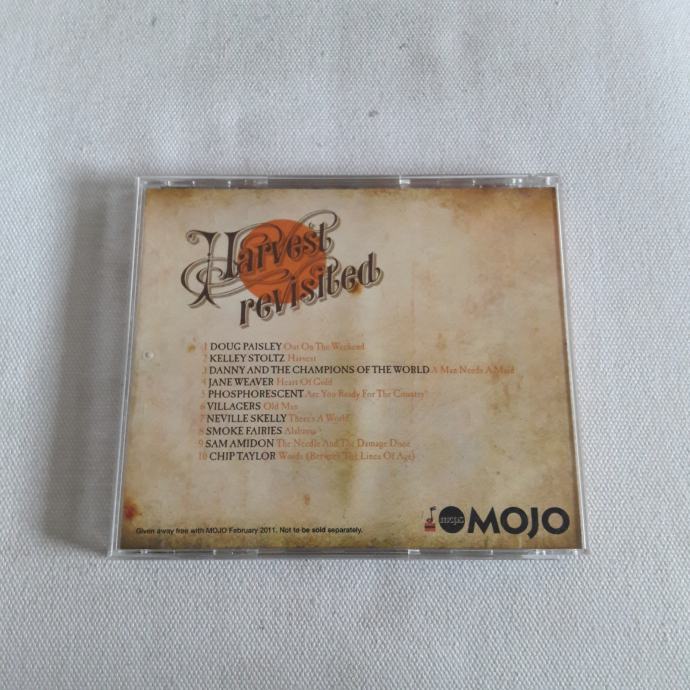 Harvest
revisited
1 DOUG PAISLEY Out On The Weekend
2 KELLEY STOLTZ Harvest
3 DANNY AND THE CHAMPIONS OF THE WORLD A Man Needs A Maid
4 JANE WEAVER Heart Of Gold
5 PHOSPHORESCENT Are You Ready For The Country?
6 VILLAGERS Old Man
7 NEVILLE SKELLY There's A World
8 SMOKE FAIRIES Alabama
9 SAM AMIDON The Needle And The Damage Done
10 CHIP TAYLOR Words (Between The Lines Of Age)
Given away free with MOJO February 2011. Not to be sold separately.
mcps MOJO